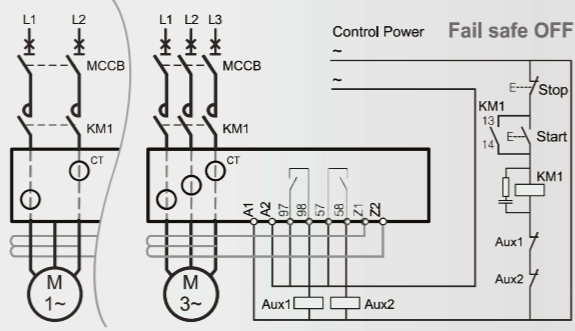 L1 L2 L1 L2 L3 Control Power Fail safe OFF
~
MCCB MCCB ~
E Stop
KM1
13
KM1 KM1 14 E Start
CT CT KM1
A1 A2 97 98 57 58 Z1 Z2
Aux1
Aux2
M M
1~ 3~ Aux1 Aux2